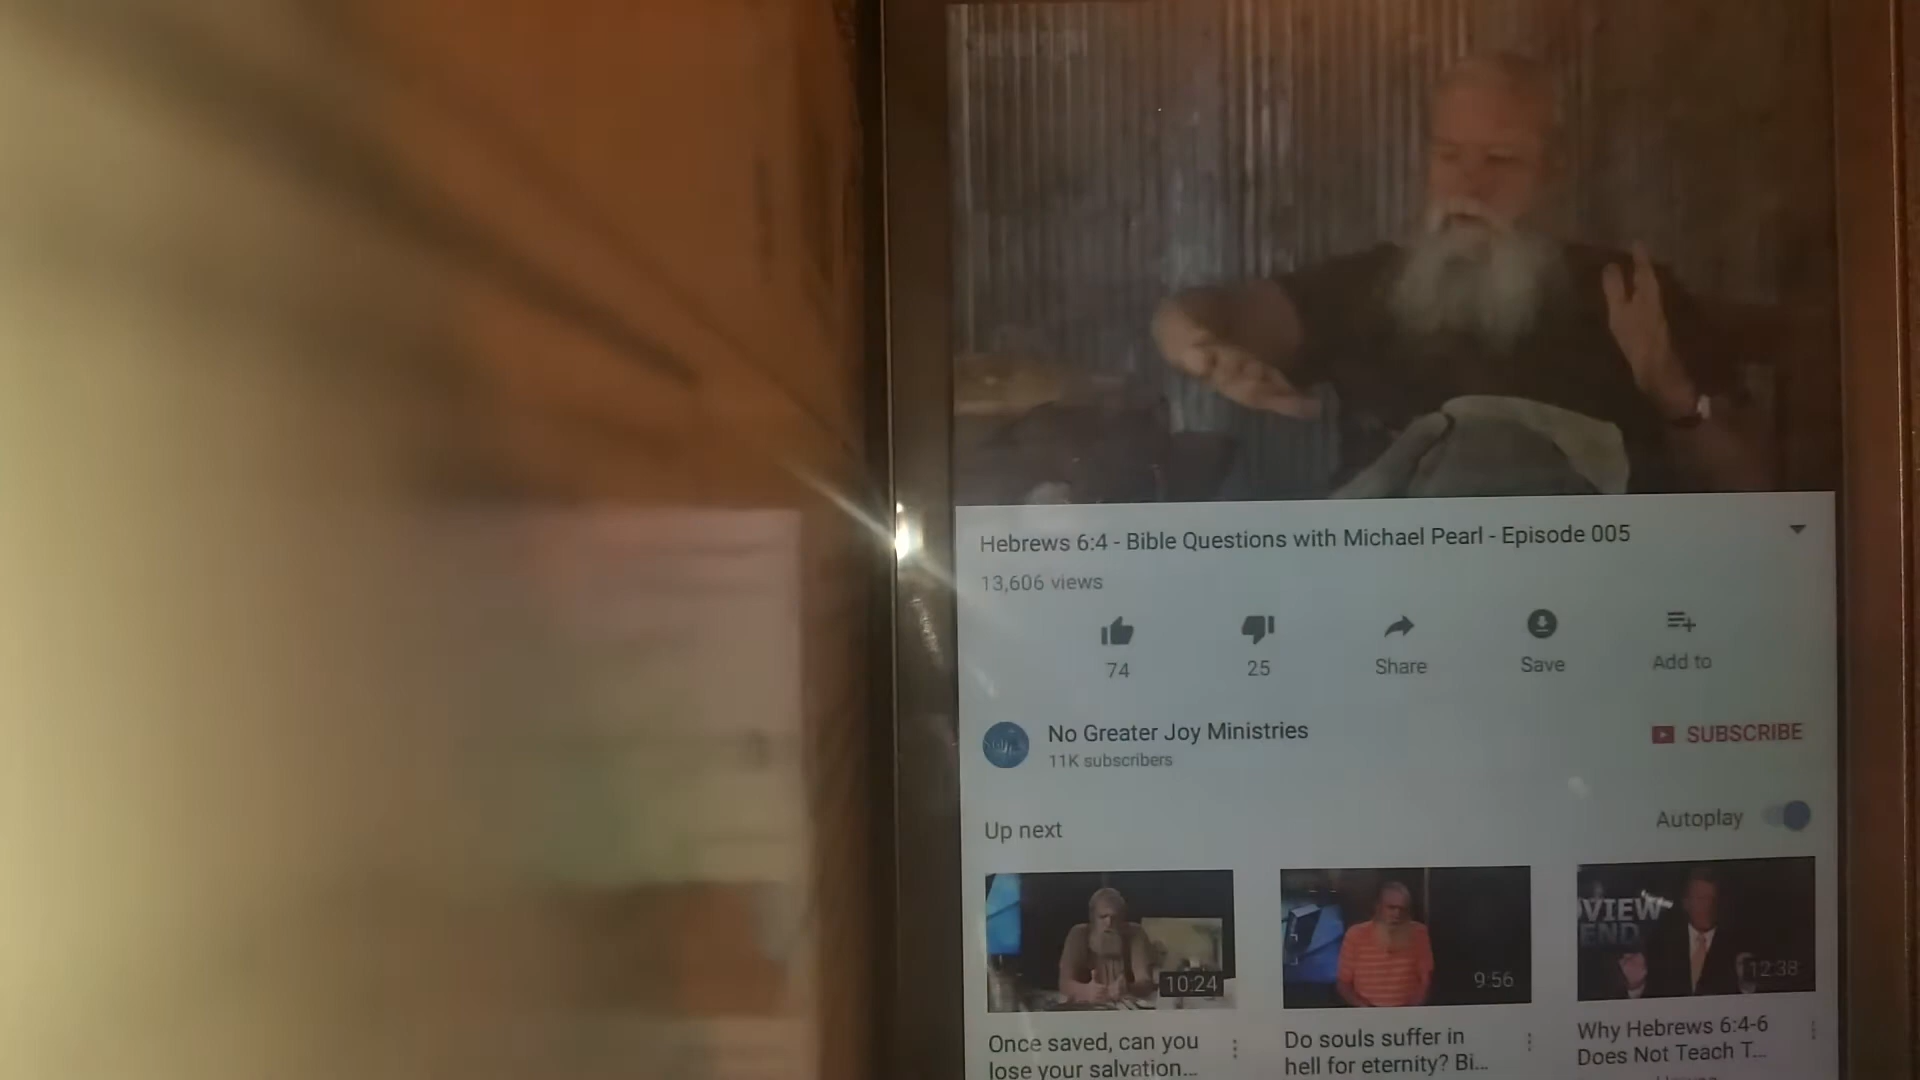 Hebrews 6:4 - Bible Questions with Michael Pearl - Episode 005
13,606 views
74
25
Share
Save
Add to
No Greater Joy Ministries
11K subscribers
SUBSCRIBE
Up next
Autoplay
VIEW
END
10:24
9:56
12:38
Once saved, can you
lose your salvation...
Do souls suffer in
hell for eternity? Bi...
Why Hebrews 6:4-6
Does Not Teach T...